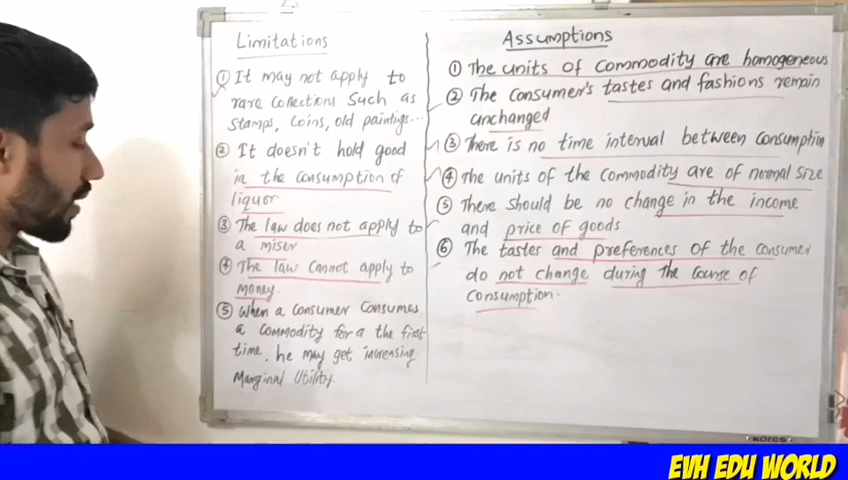 Limitations
① It may not apply to
rare collections such as
stamps, coins, old paintings...
② It doesn't hold good
in the consumption of
liquor
③ The law does not apply to
a miser
④ The law cannot apply to
money.
⑤ When a consumer consumes
a commodity for a the first
time, he may get increasing
Marginal Utility.
Assumptions
① The units of commodity are homogeneous
② The consumer's tastes and fashions remain
unchanged
③ There is no time interval between consumption
④ The units of the commodity are of normal size
⑤ There should be no change in the income
and price of goods
⑥ The tastes and preferences of the consumer
do not change during the course of
consumption.
kores
EVH EDU WORLD